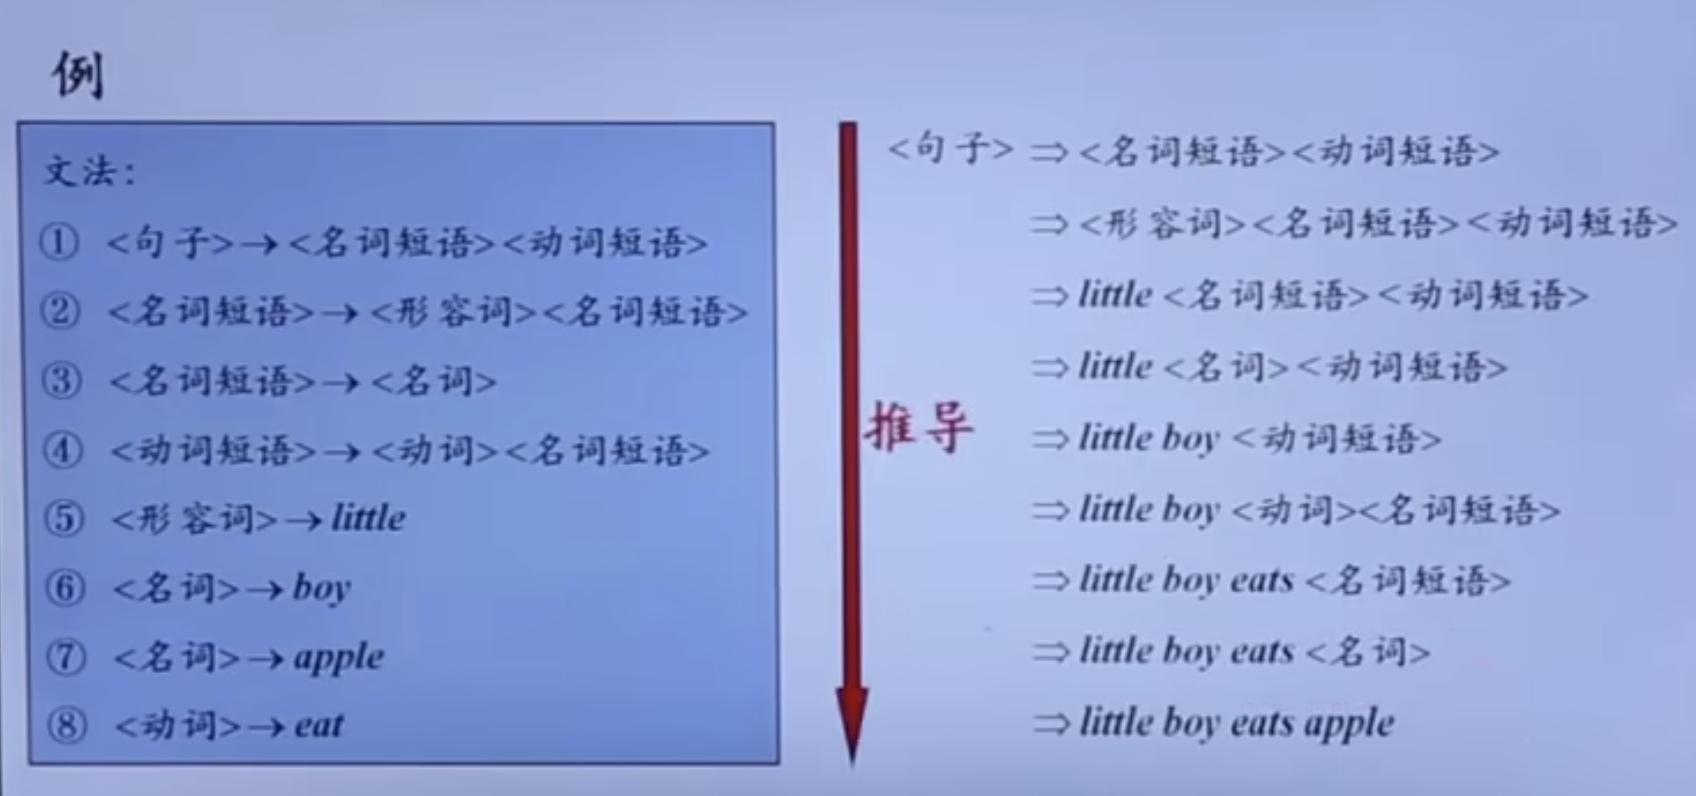 例
文法：
① <句子>→<名词短语><动词短语>
② <名词短语>→<形容词><名词短语>
③ <名词短语>→<名词>
④ <动词短语>→<动词><名词短语>
⑤ <形容词>→little
⑥ <名词>→boy
⑦ <名词>→apple
⑧ <动词>→eat
推导
<句子>⇒<名词短语><动词短语>
⇒<形容词><名词短语><动词短语>
⇒little <名词短语><动词短语>
⇒little <名词><动词短语>
⇒little boy <动词短语>
⇒little boy <动词><名词短语>
⇒little boy eats <名词短语>
⇒little boy eats <名词>
⇒little boy eats apple